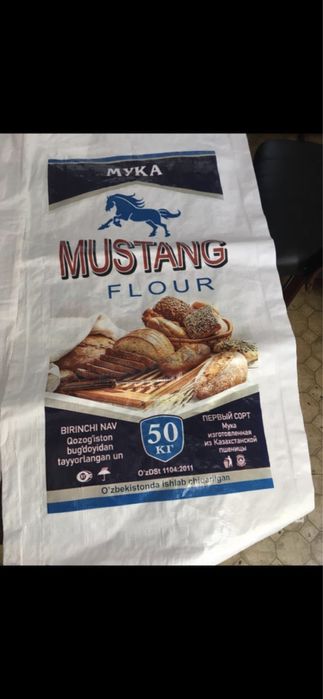 МУКА
MUSTANG
FLOUR
BIRINCHI NAV
Qozog'iston
bug'doyidan
tayyorlangan un
50
КГ
O'zDSt 1104:2011
ПЕРВЫЙ СОРТ
Мука
изготовленная
из Казахстанской
пшеницы
O'zbekistonda ishlab chiqarilgan